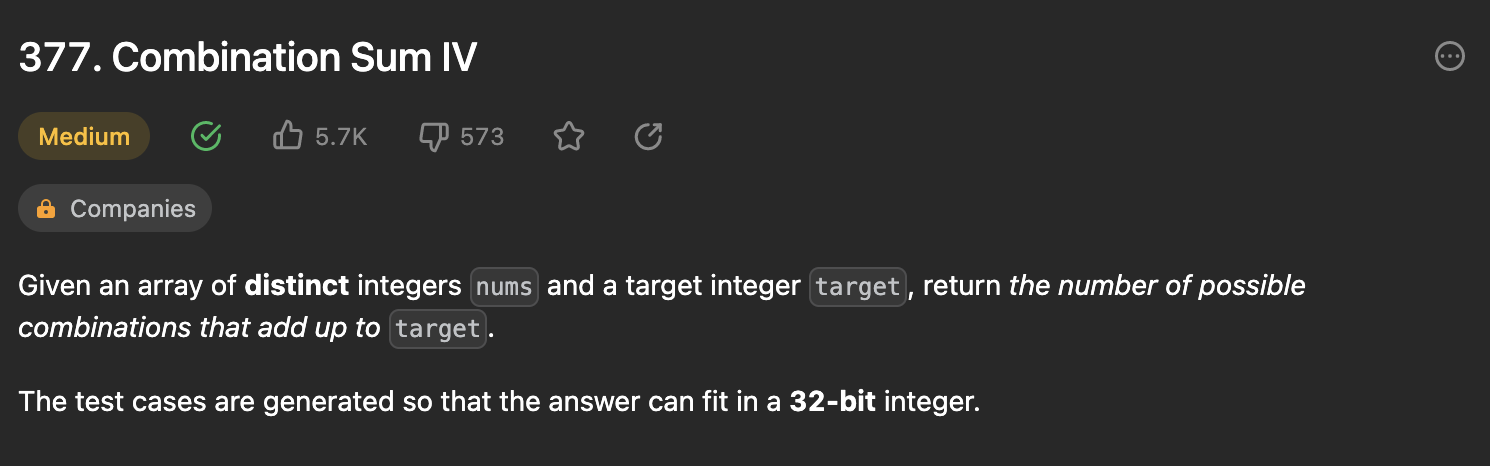 377. Combination Sum IV
Medium 5.7K 573
Companies
Given an array of distinct integers nums and a target integer target, return the number of possible
combinations that add up to target.
The test cases are generated so that the answer can fit in a 32-bit integer.